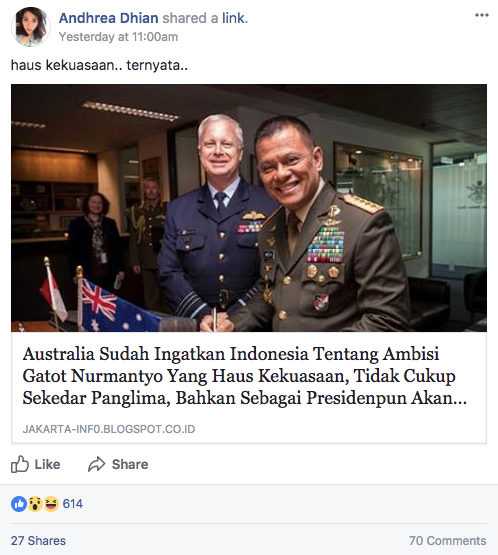 Andhrea Dhian shared a link.
Yesterday at 11:00am
haus kekuasaan.. ternyata..
Australia Sudah Ingatkan Indonesia Tentang Ambisi
Gatot Nurmantyo Yang Haus Kekuasaan, Tidak Cukup
Sekedar Panglima, Bahkan Sebagai Presidenpun Akan...
JAKARTA-INF0.BLOGSPOT.CO.ID
Like Share
614
27 Shares 70 Comments